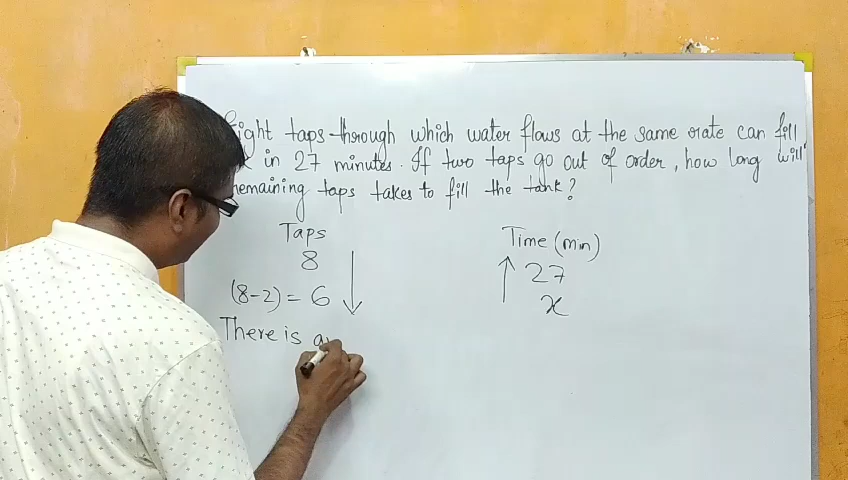 Eight taps through which water flows at the same rate can fill
in 27 minutes. If two taps go out of order, how long will
remaining taps takes to fill the tank?
Taps Time (min)
8 27
(8-2) = 6 x
There is